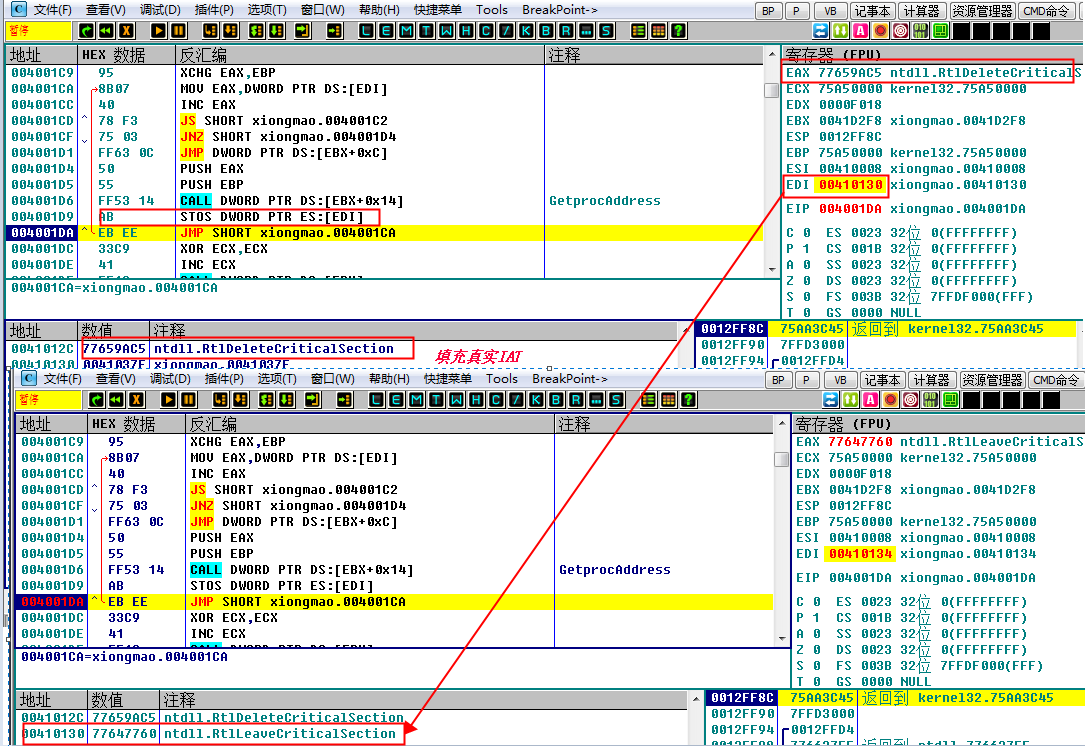 文件(F) 查看(V) 调试(D) 插件(P) 选项(T) 窗口(W) 帮助(H) 快捷菜单 Tools BreakPoint-> BP P VB 记事本 计算器 资源管理器 CMD命令
暂停 L E M T W H C / K B R ... S ?
地址 HEX 数据 反汇编 注释 寄存器 (FPU)
004001C9 95 XCHG EAX,EBP EAX 77659AC5 ntdll.RtlDeleteCriticalS
004001CA 8B07 MOV EAX,DWORD PTR DS:[EDI] ECX 75A50000 kernel32.75A50000
004001CC 40 INC EAX EDX 0000F018
004001CD 78 F3 JS SHORT xiongmao.004001C2 EBX 0041D2F8 xiongmao.0041D2F8
004001CF 75 03 JNZ SHORT xiongmao.004001D4 ESP 0012FF8C
004001D1 FF63 0C JMP DWORD PTR DS:[EBX+0xC] EBP 75A50000 kernel32.75A50000
004001D4 50 PUSH EAX ESI 00410008 xiongmao.00410008
004001D5 55 PUSH EBP EDI 00410130 xiongmao.00410130
004001D6 FF53 14 CALL DWORD PTR DS:[EBX+0x14] GetprocAddress
004001D9 AB STOS DWORD PTR ES:[EDI] EIP 004001DA xiongmao.004001DA
004001DA EB EE JMP SHORT xiongmao.004001CA C 0 ES 0023 32位 0(FFFFFFFF)
004001DC 33C9 XOR ECX,ECX P 1 CS 001B 32位 0(FFFFFFFF)
004001DE 41 INC ECX A 0 SS 0023 32位 0(FFFFFFFF)
Z 0 DS 0023 32位 0(FFFFFFFF)
004001CA=xiongmao.004001CA S 0 FS 003B 32位 7FFDF000(FFF)
T 0 GS 0000 NULL
地址 数值 注释 0012FF8C 75AA3C45 返回到 kernel32.75AA3C45
0041012C 77659AC5 ntdll.RtlDeleteCriticalSection 0012FF90 7FFD3000
00410130 0041037F xiongmao.0041037F 填充真实IAT 0012FF94 0012FFD4
文件(F) 查看(V) 调试(D) 插件(P) 选项(T) 窗口(W) 帮助(H) 快捷菜单 Tools BreakPoint-> BP P VB 记事本 计算器 资源管理器 CMD命令
暂停 L E M T W H C / K B R ... S ?
地址 HEX 数据 反汇编 注释 寄存器 (FPU)
004001C9 95 XCHG EAX,EBP EAX 77647760 ntdll.RtlLeaveCriticalS
004001CA 8B07 MOV EAX,DWORD PTR DS:[EDI] ECX 75A50000 kernel32.75A50000
004001CC 40 INC EAX EDX 0000F018
004001CD 78 F3 JS SHORT xiongmao.004001C2 EBX 0041D2F8 xiongmao.0041D2F8
004001CF 75 03 JNZ SHORT xiongmao.004001D4 ESP 0012FF8C
004001D1 FF63 0C JMP DWORD PTR DS:[EBX+0xC] EBP 75A50000 kernel32.75A50000
004001D4 50 PUSH EAX ESI 00410008 xiongmao.00410008
004001D5 55 PUSH EBP EDI 00410134 xiongmao.00410134
004001D6 FF53 14 CALL DWORD PTR DS:[EBX+0x14] GetprocAddress
004001D9 AB STOS DWORD PTR ES:[EDI] EIP 004001DA xiongmao.004001DA
004001DA EB EE JMP SHORT xiongmao.004001CA C 0 ES 0023 32位 0(FFFFFFFF)
004001DC 33C9 XOR ECX,ECX P 1 CS 001B 32位 0(FFFFFFFF)
004001DE 41 INC ECX A 0 SS 0023 32位 0(FFFFFFFF)
Z 0 DS 0023 32位 0(FFFFFFFF)
004001CA=xiongmao.004001CA S 0 FS 003B 32位 7FFDF000(FFF)
T 0 GS 0000 NULL
地址 数值 注释 0012FF8C 75AA3C45 返回到 kernel32.75AA3C45
0041012C 77659AC5 ntdll.RtlDeleteCriticalSection 0012FF90 7FFD3000
00410130 77647760 ntdll.RtlLeaveCriticalSection 0012FF94 0012FFD4